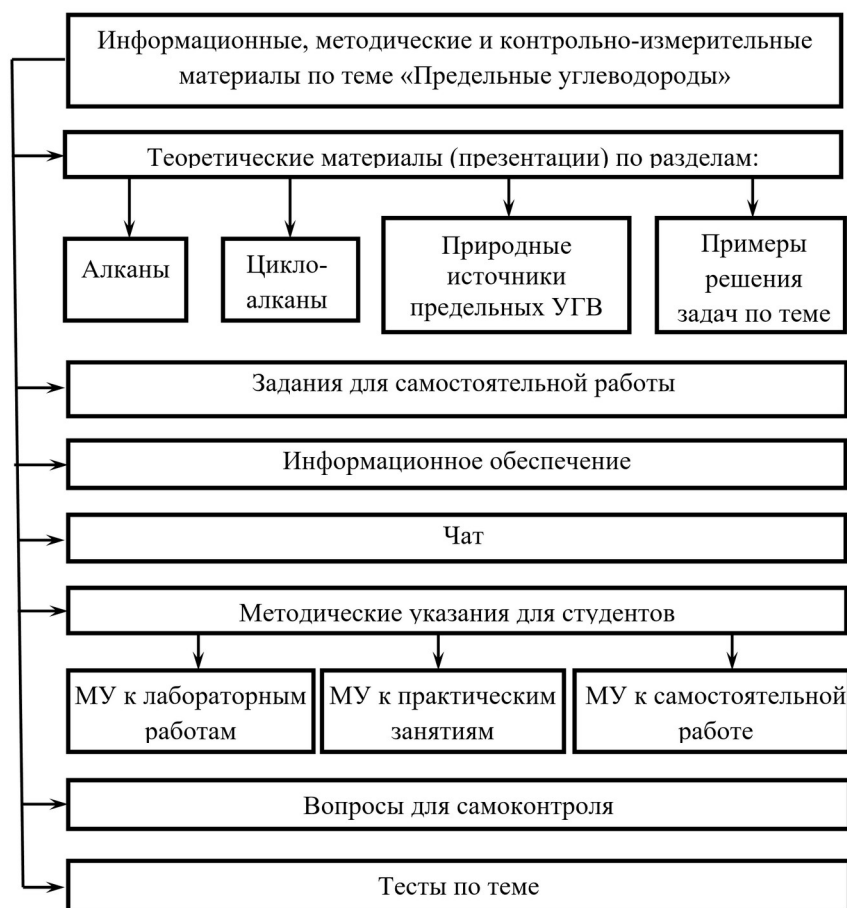 Информационные, методические и контрольно-измерительные
материалы по теме «Предельные углеводороды»
Теоретические материалы (презентации) по разделам:
Алканы
Цикло-
алканы
Природные
источники
предельных УГВ
Примеры
решения
задач по теме
Задания для самостоятельной работы
Информационное обеспечение
Чат
Методические указания для студентов
МУ к лабораторным
работам
МУ к практическим
занятиям
МУ к самостоятельной
работе
Вопросы для самоконтроля
Тесты по теме